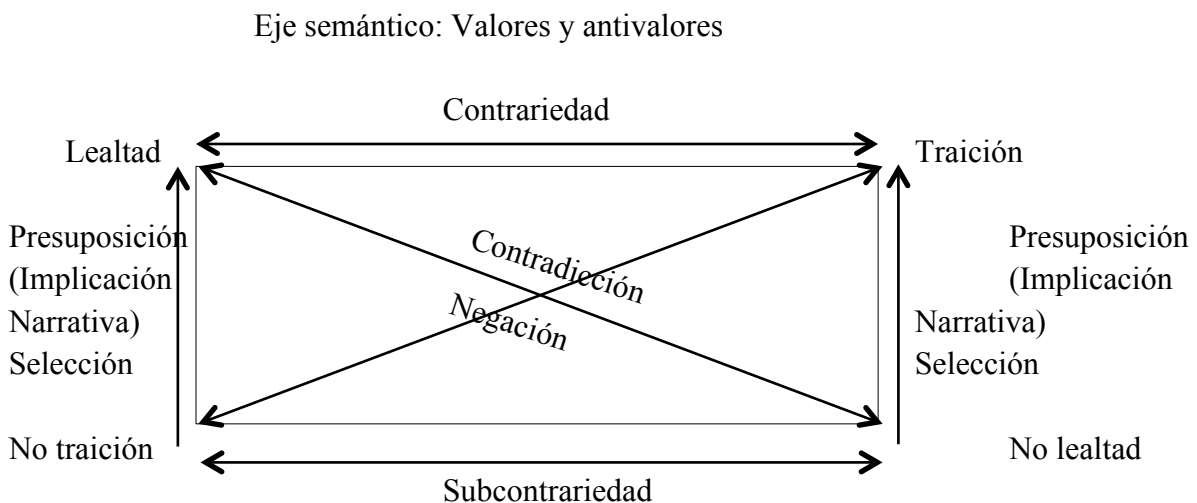 Eje semántico: Valores y antivalores
Contrariedad
Lealtad
Traición
Presuposición
(Implicación
Narrativa)
Selección
Contradicción
Negación
Presuposición
(Implicación
Narrativa)
Selección
No traición
No lealtad
Subcontrariedad